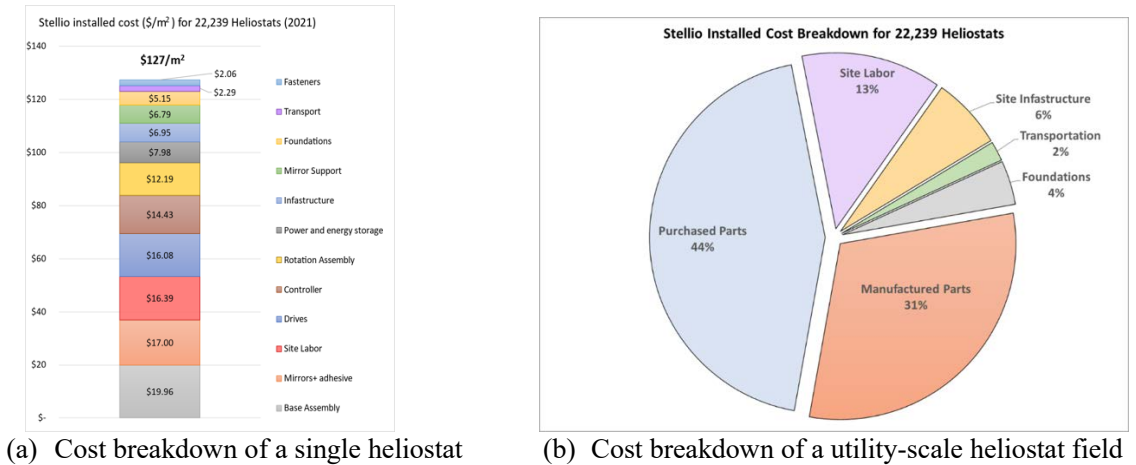 Stellio installed cost ($/m²) for 22,239 Heliostats (2021)
$140
$120
$100
$80
$60
$40
$20
$-
$127/m²
$2.06
$2.29
$5.15
$6.79
$6.95
$7.98
$12.19
$14.43
$16.08
$16.39
$17.00
$19.96
Fasteners
Transport
Foundations
Mirror Support
Infrastructure
Power and energy storage
Rotation Assembly
Controller
Drives
Site Labor
Mirrors+ adhesive
Base Assembly
(a) Cost breakdown of a single heliostat
Stellio Installed Cost Breakdown for 22,239 Heliostats
Site Labor
13%
Site Infastructure
6%
Transportation
2%
Foundations
4%
Purchased Parts
44%
Manufactured Parts
31%
(b) Cost breakdown of a utility-scale heliostat field